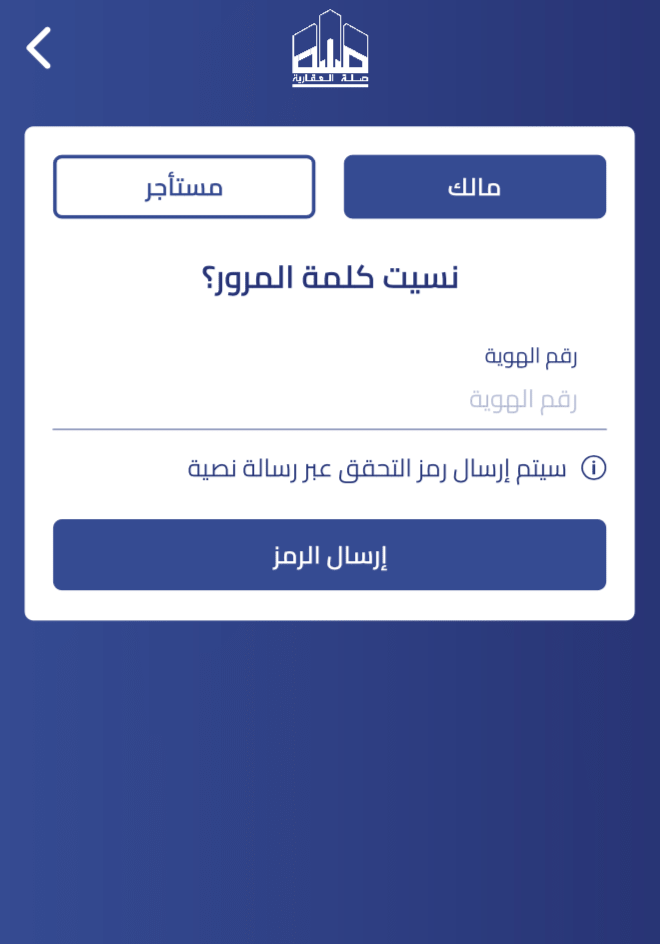 صلة العقارية
مالك
مستأجر
نسيت كلمة المرور؟
رقم الهوية
رقم الهوية
سيتم إرسال رمز التحقق عبر رسالة نصية
إرسال الرمز